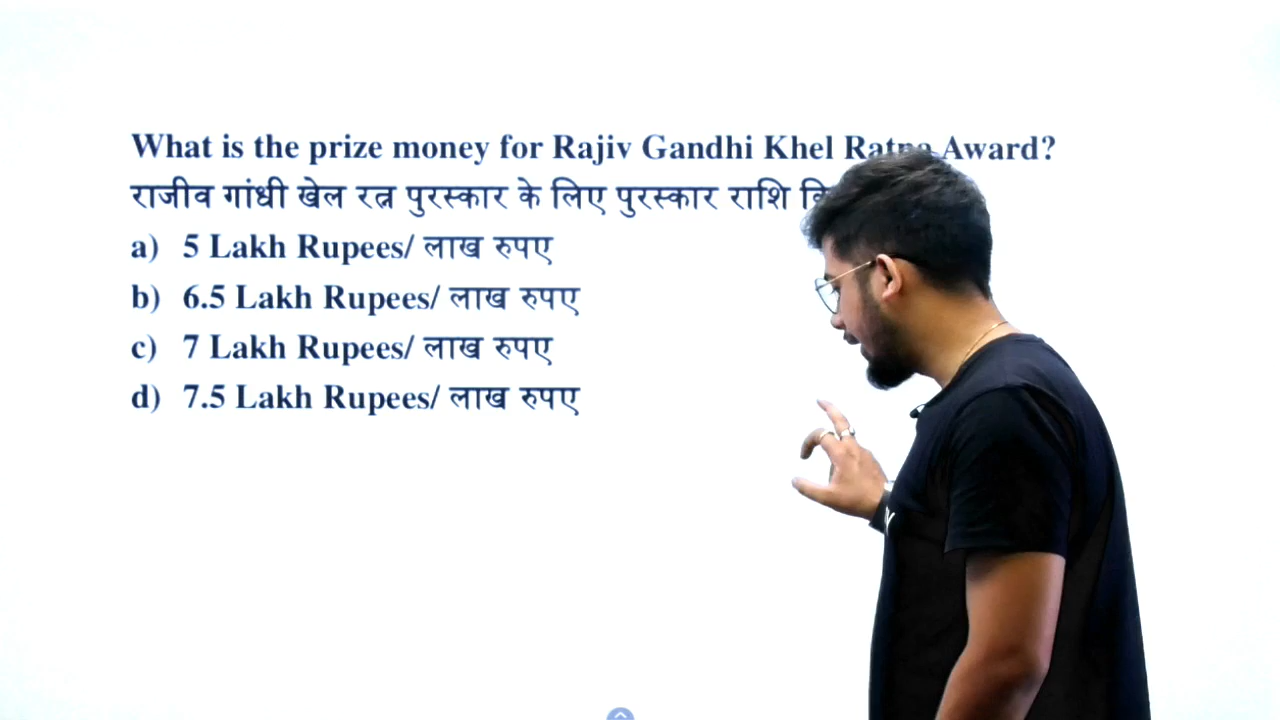 What is the prize money for Rajiv Gandhi Khel Ratna Award?
राजीव गांधी खेल रत्न पुरस्कार के लिए पुरस्कार राशि
a) 5 Lakh Rupees/ लाख रुपए
b) 6.5 Lakh Rupees/ लाख रुपए
c) 7 Lakh Rupees/ लाख रुपए
d) 7.5 Lakh Rupees/ लाख रुपए